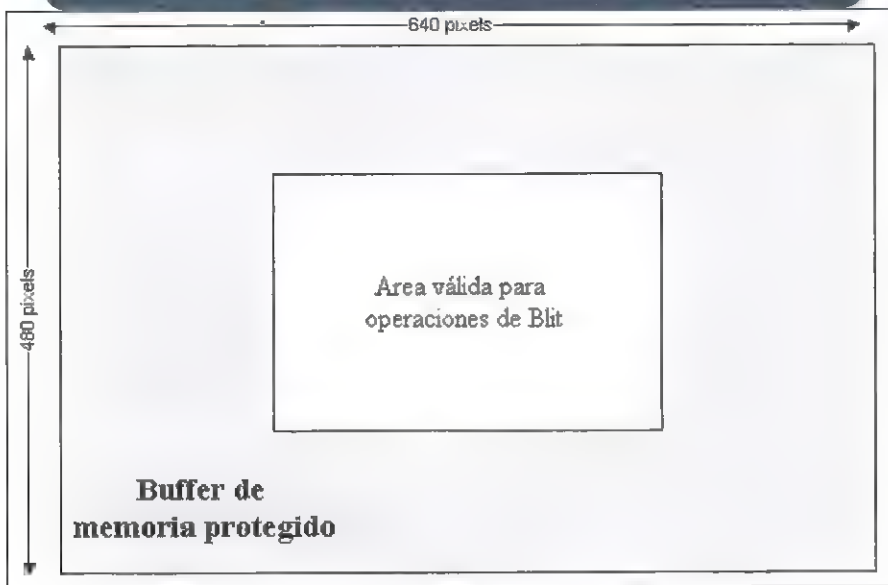 640 pixels
480 pixels
Area válida para
operaciones de Blit
Buffer de
memoria protegido